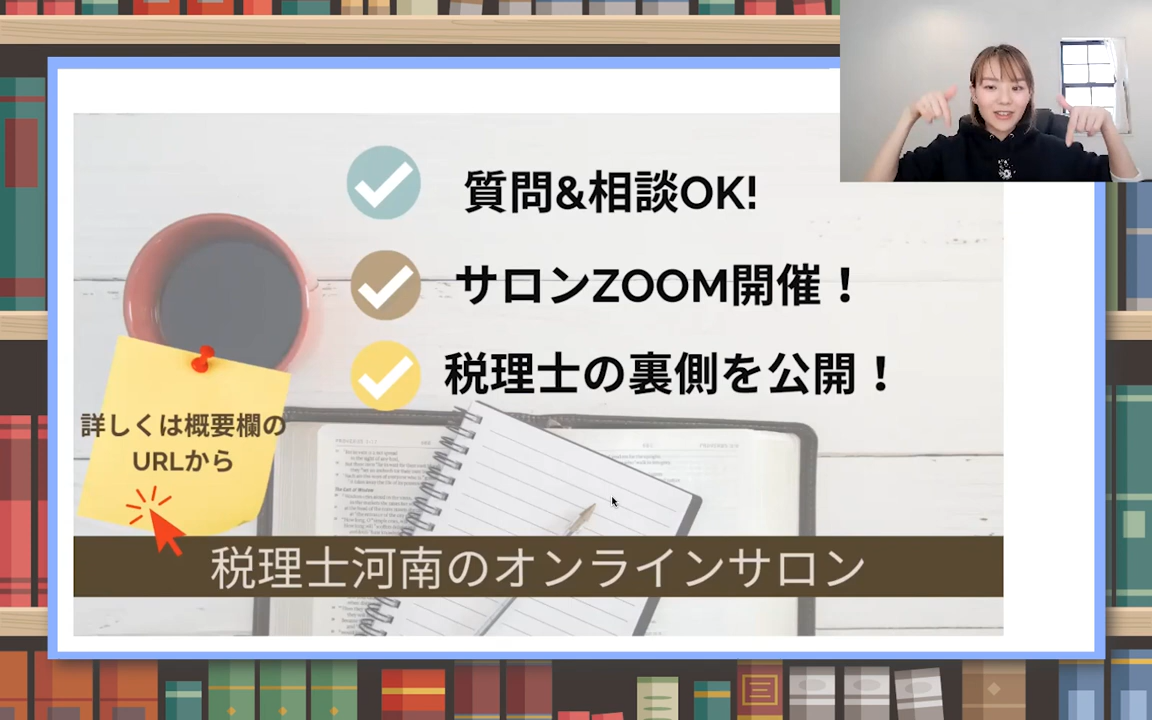 質問&相談OK!
サロンZOOM開催！
税理士の裏側を公開！
詳しくは概要欄の
URLから
税理士河南のオンラインサロン